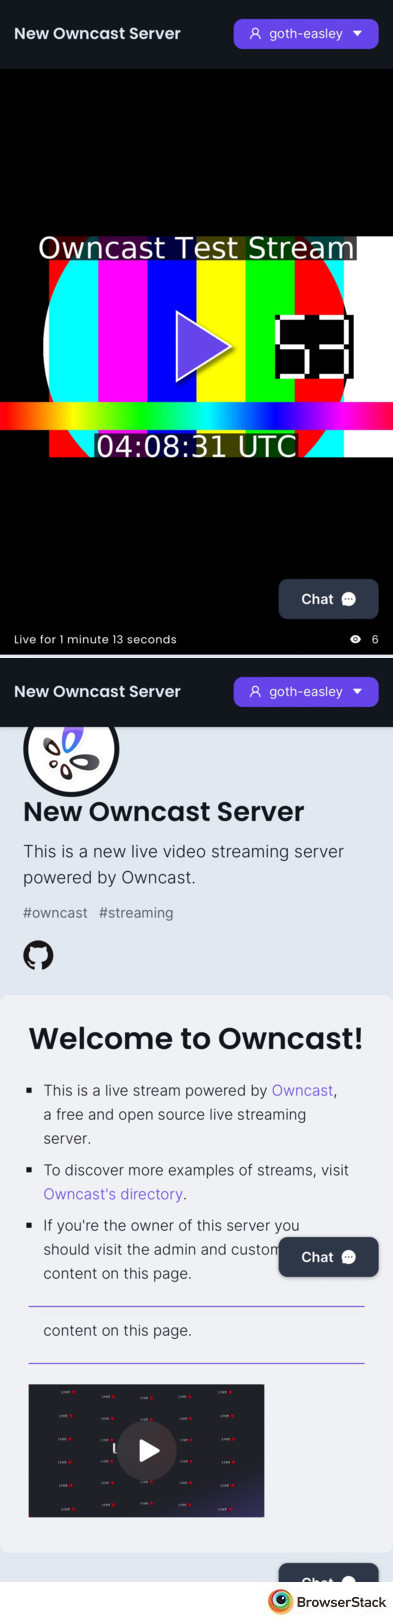 New Owncast Server
goth-easley
Owncast Test Stream
53
04:08:31 UTC
Chat
Live for 1 minute 13 seconds
6
New Owncast Server
goth-easley
New Owncast Server
This is a new live video streaming server
powered by Owncast.
#owncast #streaming
Welcome to Owncast!
This is a live stream powered by Owncast,
a free and open source live streaming
server.
To discover more examples of streams, visit
Owncast's directory.
If you're the owner of this server you
should visit the admin and custom
Chat
content on this page.
content on this page.
Chat
BrowserStack